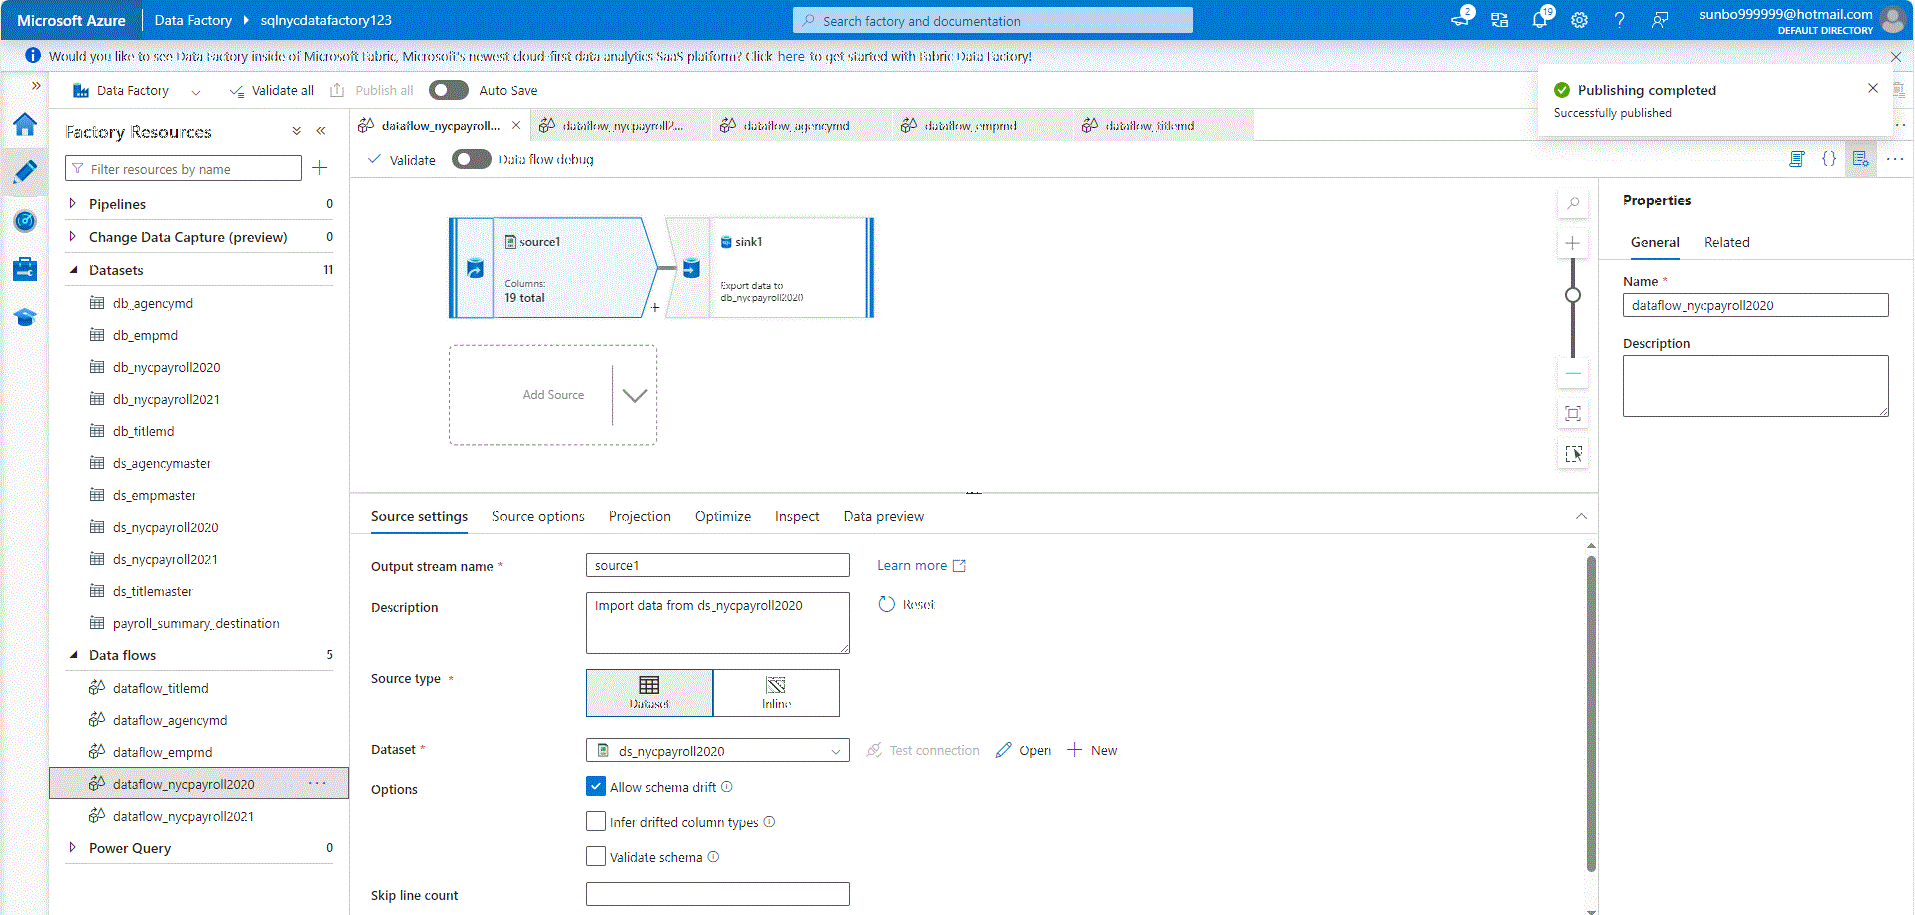 Microsoft Azure
Data Factory
sqlnycdatafactory123
Search factory and documentation
2
19
sunbo999999@hotmail.com
DEFAULT DIRECTORY
Would you like to see Data Factory inside of Microsoft Fabric, Microsoft's newest cloud-first data analytics SaaS platform? Click here to get started with Fabric Data Factory!
Data Factory
Validate all
Publish all
Auto Save
Publishing completed
Successfully published
Factory Resources
Filter resources by name
Pipelines 0
Change Data Capture (preview) 0
Datasets 11
db_agencymd
db_empmd
db_nycpayroll2020
db_nycpayroll2021
db_titlemd
ds_agencymaster
ds_empmaster
ds_nycpayroll2020
ds_nycpayroll2021
ds_titlemaster
payroll_summary_destination
Data flows 5
dataflow_titlemd
dataflow_agencymd
dataflow_empmd
dataflow_nycpayroll2020
dataflow_nycpayroll2021
Power Query 0
dataflow_nycpayroll...
dataflow_nycpayroll2...
dataflow_agencymd
dataflow_empmd
dataflow_titlemd
Validate
Data flow debug
source1
Columns:
19 total
sink1
Export data to
db_nycpayroll2020
Add Source
Source settings
Source options
Projection
Optimize
Inspect
Data preview
Output stream name *
source1
Learn more
Description
Import data from ds_nycpayroll2020
Reset
Source type *
Dataset
Inline
Dataset *
ds_nycpayroll2020
Test connection
Open
New
Options
Allow schema drift
Infer drifted column types
Validate schema
Skip line count
Properties
General
Related
Name *
dataflow_nycpayroll2020
Description